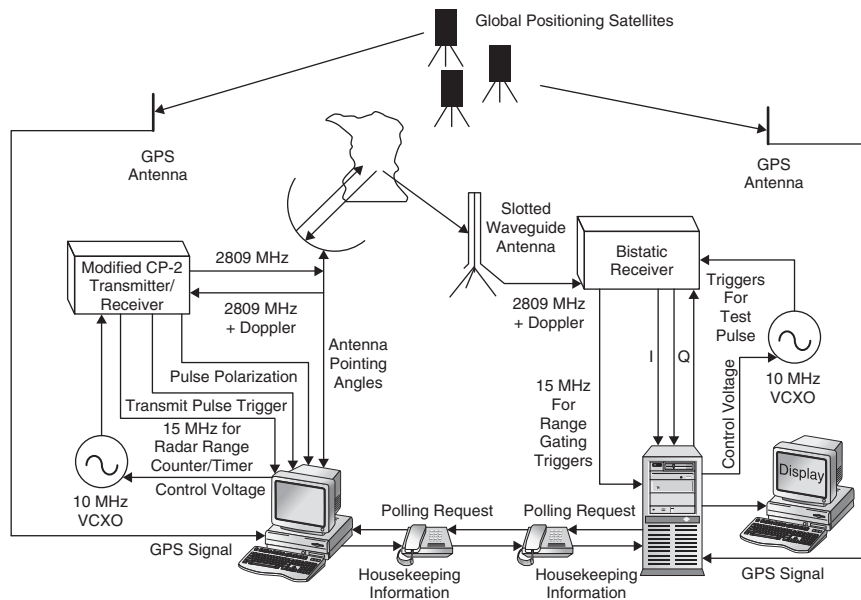 Global Positioning Satellites
GPS
Antenna
GPS
Antenna
Slotted
Waveguide
Antenna
Bistatic
Receiver
Modified CP-2
Transmitter/
Receiver
2809 MHz
2809 MHz
+ Doppler
2809 MHz
+ Doppler
Triggers
For
Test
Pulse
Antenna
Pointing
Angles
Pulse Polarization
Transmit Pulse Trigger
15 MHz for
Radar Range
Counter/Timer
Control Voltage
10 MHz
VCXO
15 MHz
For
Range
Gating
Triggers
I
Q
Control Voltage
10 MHz
VCXO
Display
Polling Request
Polling Request
GPS Signal
Housekeeping
Information
Housekeeping
Information
GPS Signal